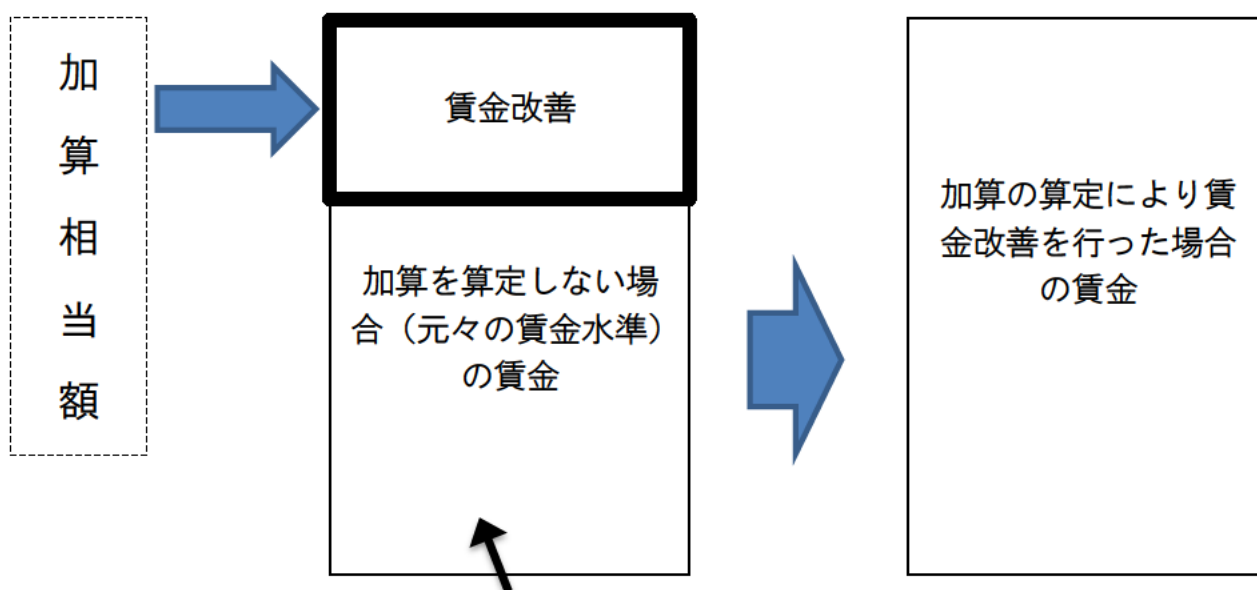 加算相当額
賃金改善
加算を算定しない場
合（元々の賃金水準）
の賃金
加算の算定により賃
金改善を行った場合
の賃金